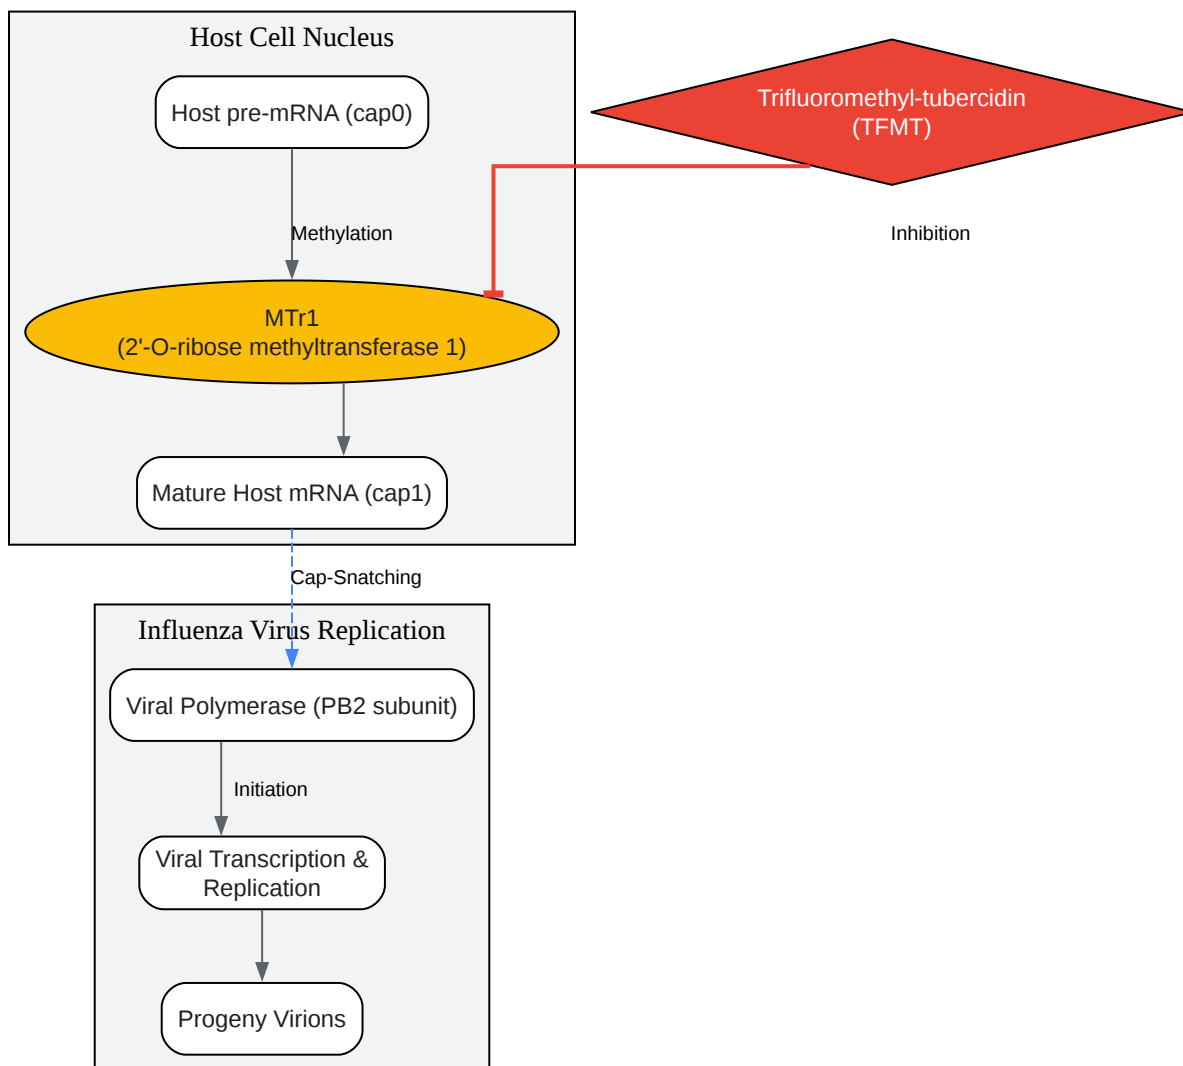 Host Cell Nucleus
Host pre-mRNA (cap0)
Trifluoromethyl-tubercidin
(TFMT)
Methylation
Inhibition
MTr1
(2'-O-ribose methyltransferase 1)
Mature Host mRNA (cap1)
Cap-Snatching
Influenza Virus Replication
Viral Polymerase (PB2 subunit)
Initiation
Viral Transcription &
Replication
Progeny Virions